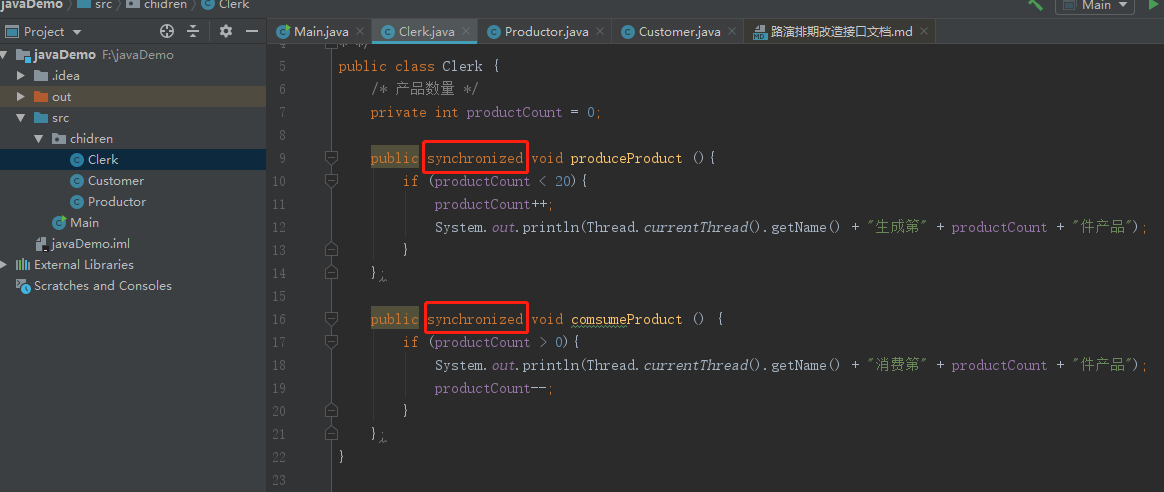 javaDemo src chidren Clerk Main
Project
Main.java Clerk.java Productor.java Customer.java 路演排期改造接口文档.md
javaDemo F:\javaDemo
.idea
out
src
chidren
Clerk
Customer
Productor
Main
javaDemo.iml
External Libraries
Scratches and Consoles
4 * */
5 public class Clerk {
6 /* 产品数量 */
7 private int productCount = 0;
8
9 public synchronized void produceProduct (){
10 if (productCount < 20){
11 productCount++;
12 System.out.println(Thread.currentThread().getName() + "生成第" + productCount + "件产品");
13 }
14 };
15
16 public synchronized void comsumeProduct () {
17 if (productCount > 0){
18 System.out.println(Thread.currentThread().getName() + "消费第" + productCount + "件产品");
19 productCount--;
20 }
21 };
22 }
23